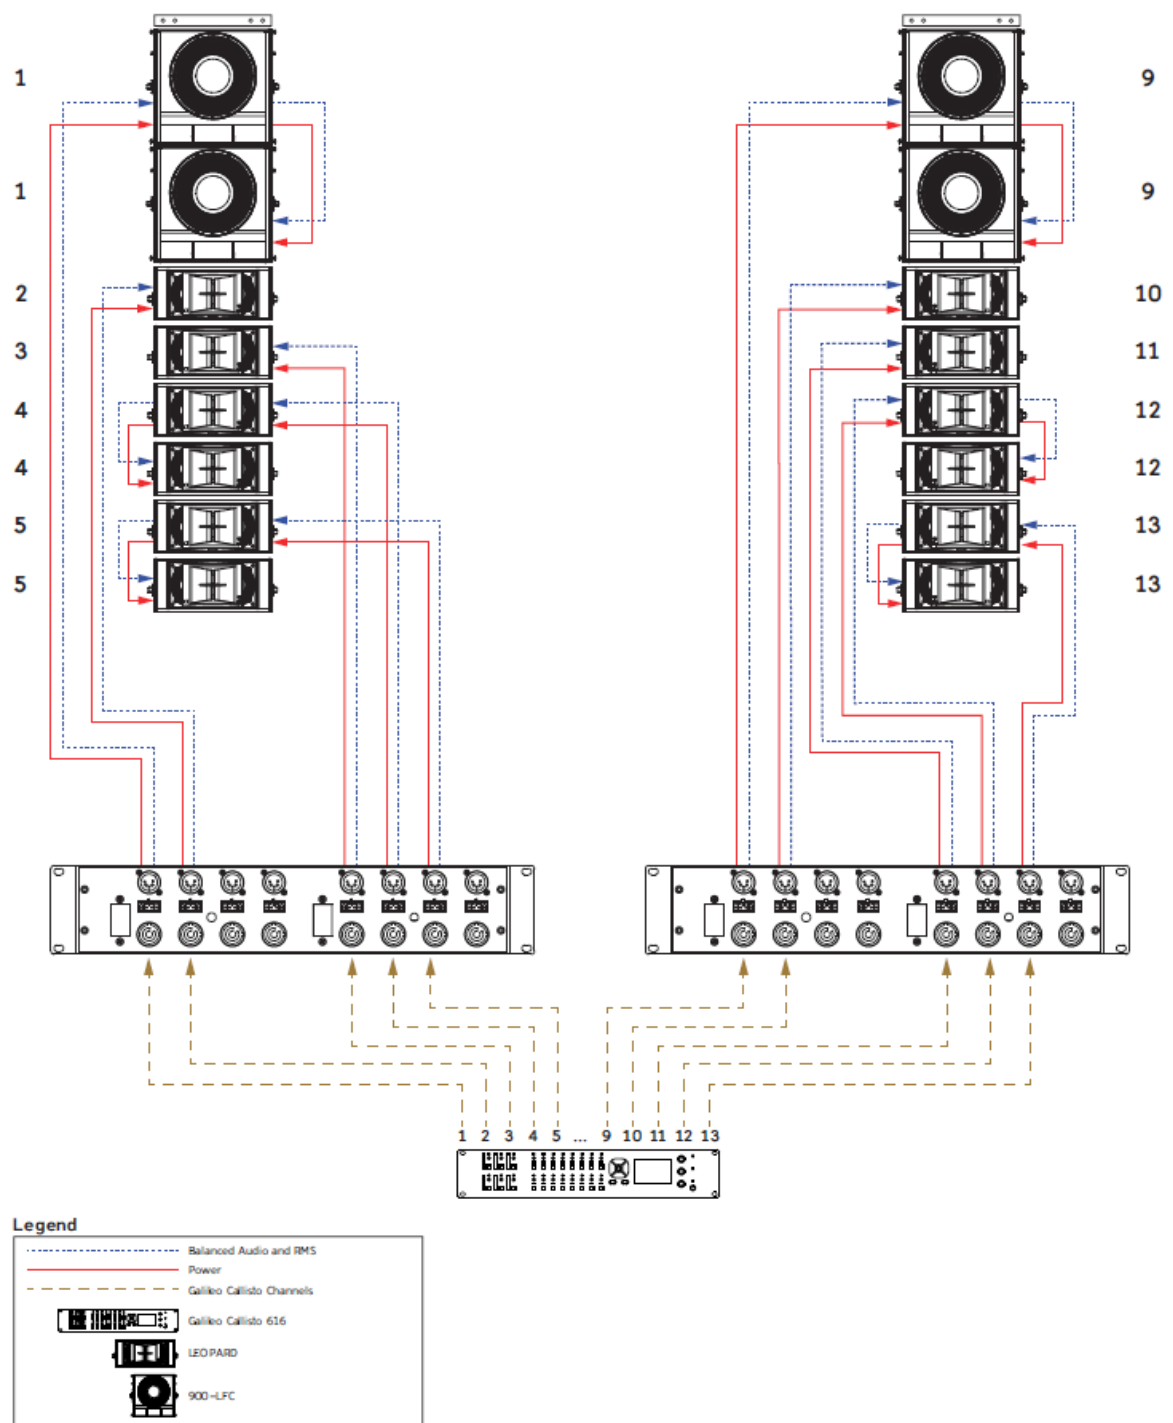 1 9
1 9
2 10
3 11
4 12
4 12
5 13
5 13
1 2 3 4 5 ... 9 10 11 12 13
Legend
Balanced Audio and RMS
Power
Galileo Callisto Channels
Galileo Callisto 616
LEOPARD
900-LFC